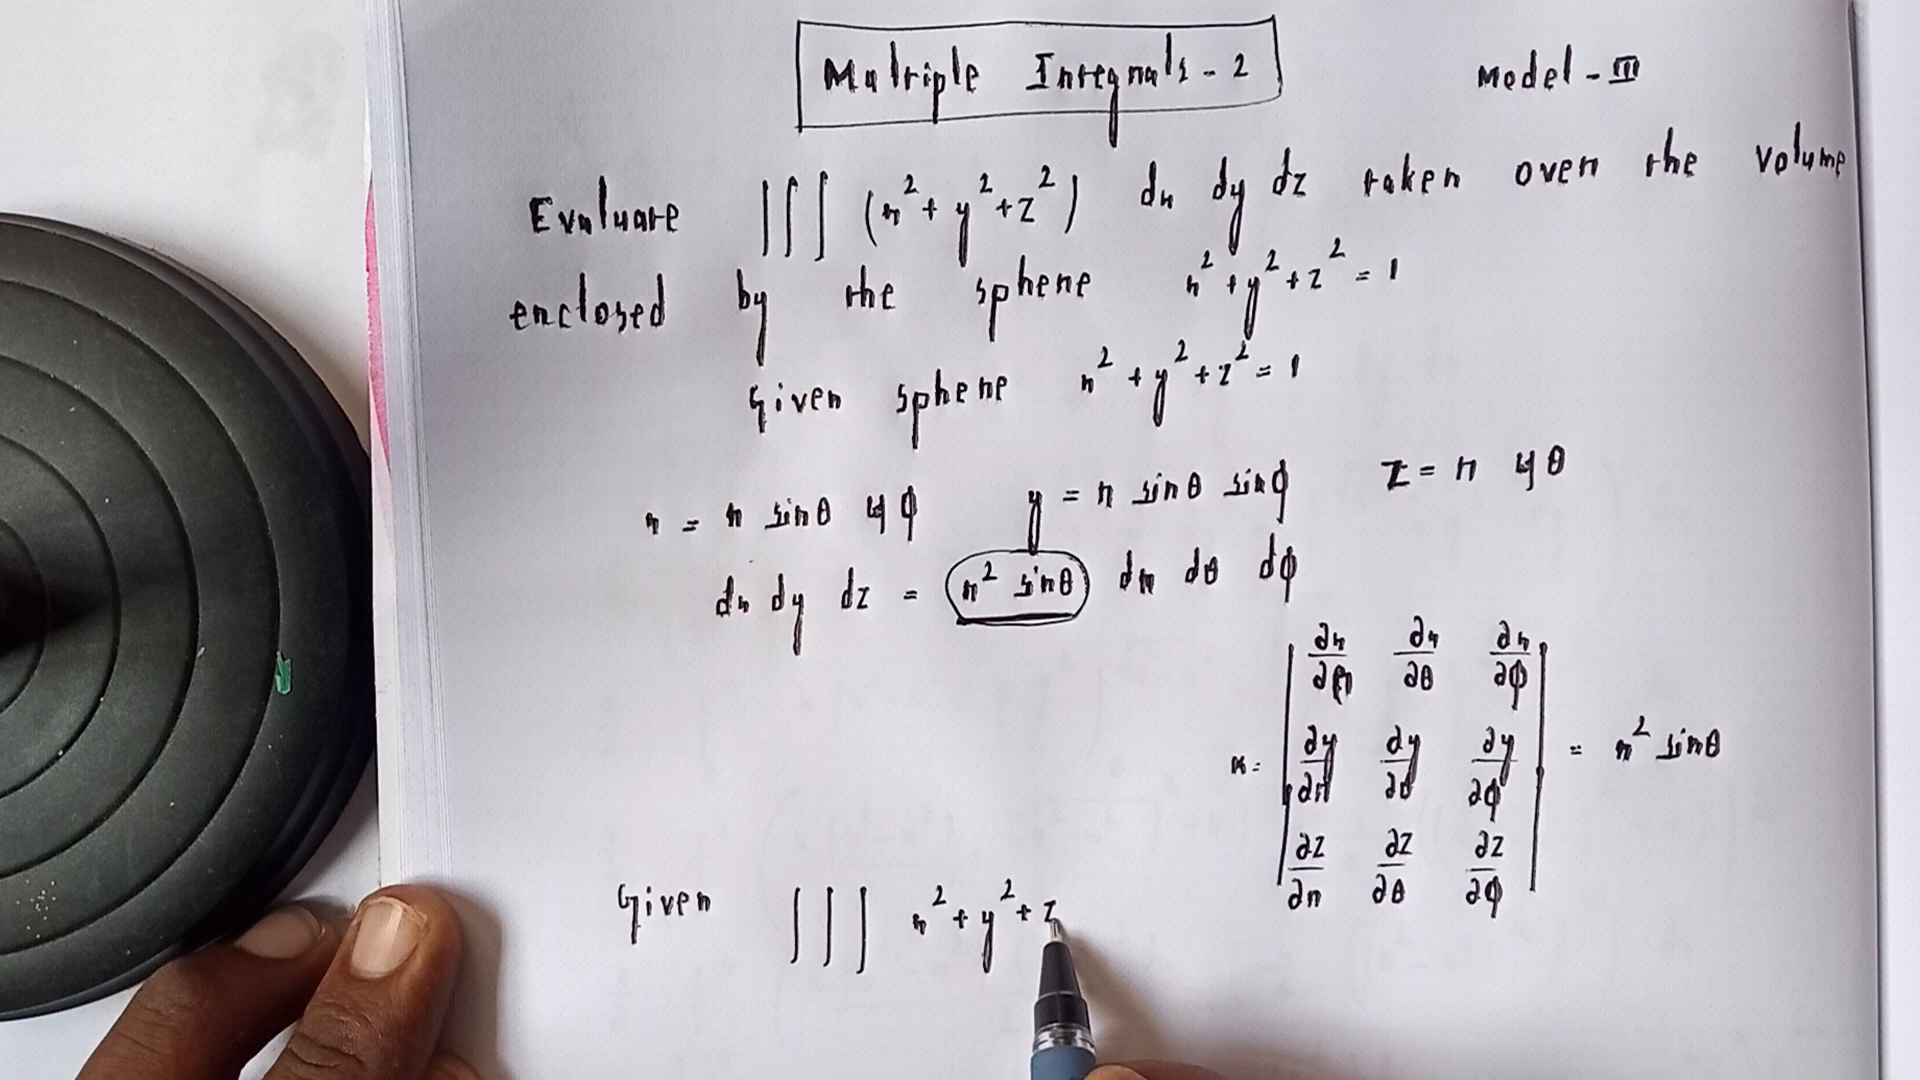 Multiple Integrals - 2
Model - III
Evaluate ∭ (x² + y² + z²) dx dy dz taken over the volume
enclosed by the sphere x² + y² + z² = 1
Given sphere x² + y² + z² = 1
x = r sinθ cosφ y = r sinθ sinφ z = r cosθ
dx dy dz = r² sinθ dr dθ dφ
∂x/∂r ∂x/∂θ ∂x/∂φ
∂y/∂r ∂y/∂θ ∂y/∂φ = r² sinθ
∂z/∂r ∂z/∂θ ∂z/∂φ
Given ∭ x² + y² + z